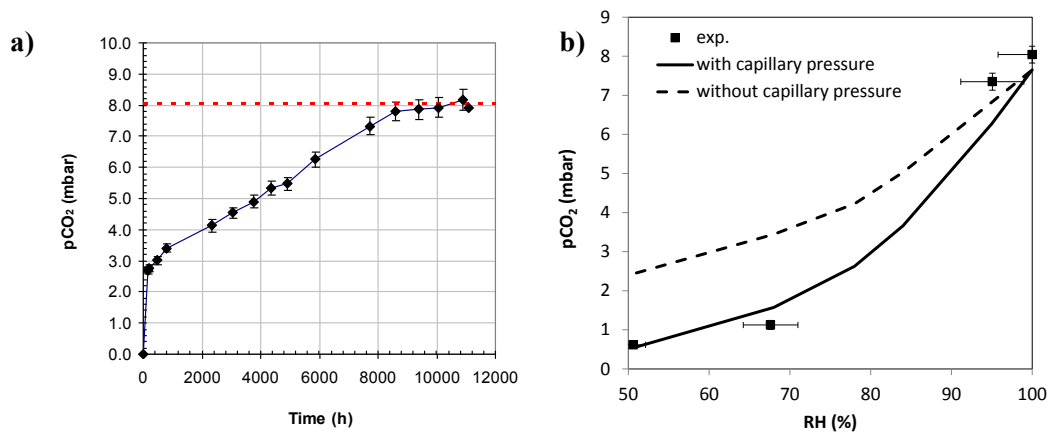 a)
10.0
9.0
8.0
7.0
6.0
5.0
4.0
3.0
2.0
1.0
0.0
pCO₂ (mbar)
0 2000 4000 6000 8000 10000 12000
Time (h)
b)
9
8
7
6
5
4
3
2
1
0
pCO₂ (mbar)
exp.
with capillary pressure
without capillary pressure
50 60 70 80 90 100
RH (%)